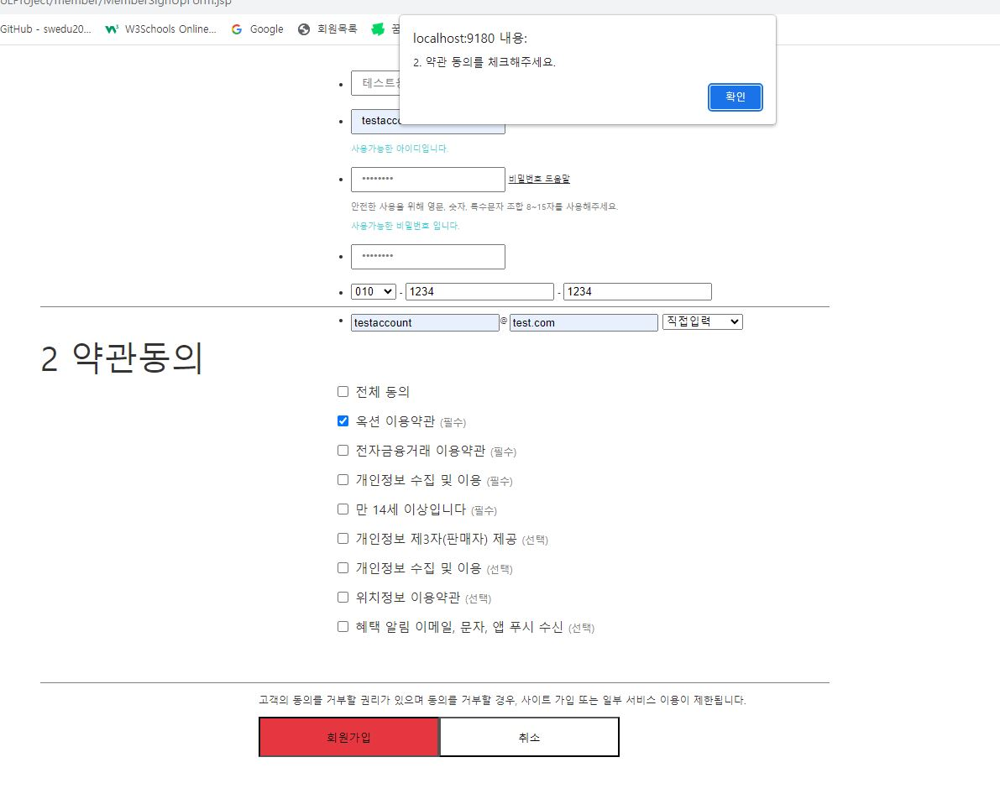 oLProject/member/MemberSignUpForm.jsp
GitHub - swedu20... W3Schools Online... Google 회원목록
localhost:9180 내용:
2. 약관 동의를 체크해주세요.
확인
테스트
testacco
사용가능한 아이디입니다.
•••••••• 비밀번호 도움말
안전한 사용을 위해 영문, 숫자, 특수문자 조합 8~15자를 사용해주세요.
사용가능한 비밀번호 입니다.
••••••••
010 - 1234 - 1234
testaccount @ test.com 직접입력
2 약관동의
전체 동의
옥션 이용약관 (필수)
전자금융거래 이용약관 (필수)
개인정보 수집 및 이용 (필수)
만 14세 이상입니다 (필수)
개인정보 제3자(판매자) 제공 (선택)
개인정보 수집 및 이용 (선택)
위치정보 이용약관 (선택)
혜택 알림 이메일, 문자, 앱 푸시 수신 (선택)
고객의 동의를 거부할 권리가 있으며 동의를 거부할 경우, 사이트 가입 또는 일부 서비스 이용이 제한됩니다.
회원가입 취소